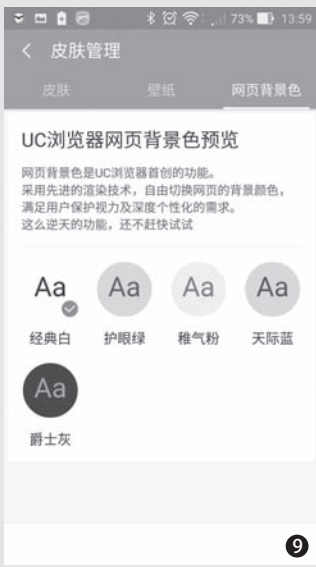 73% 13:59
皮肤管理
皮肤 壁纸 网页背景色
UC浏览器网页背景色预览
网页背景色是UC浏览器首创的功能。
采用先进的渲染技术，自由切换网页的背景颜色，
满足用户保护视力及深度个性化的需求。
这么逆天的功能，还不赶快试试
Aa Aa Aa Aa
经典白 护眼绿 稚气粉 天际蓝
Aa
爵士灰
9